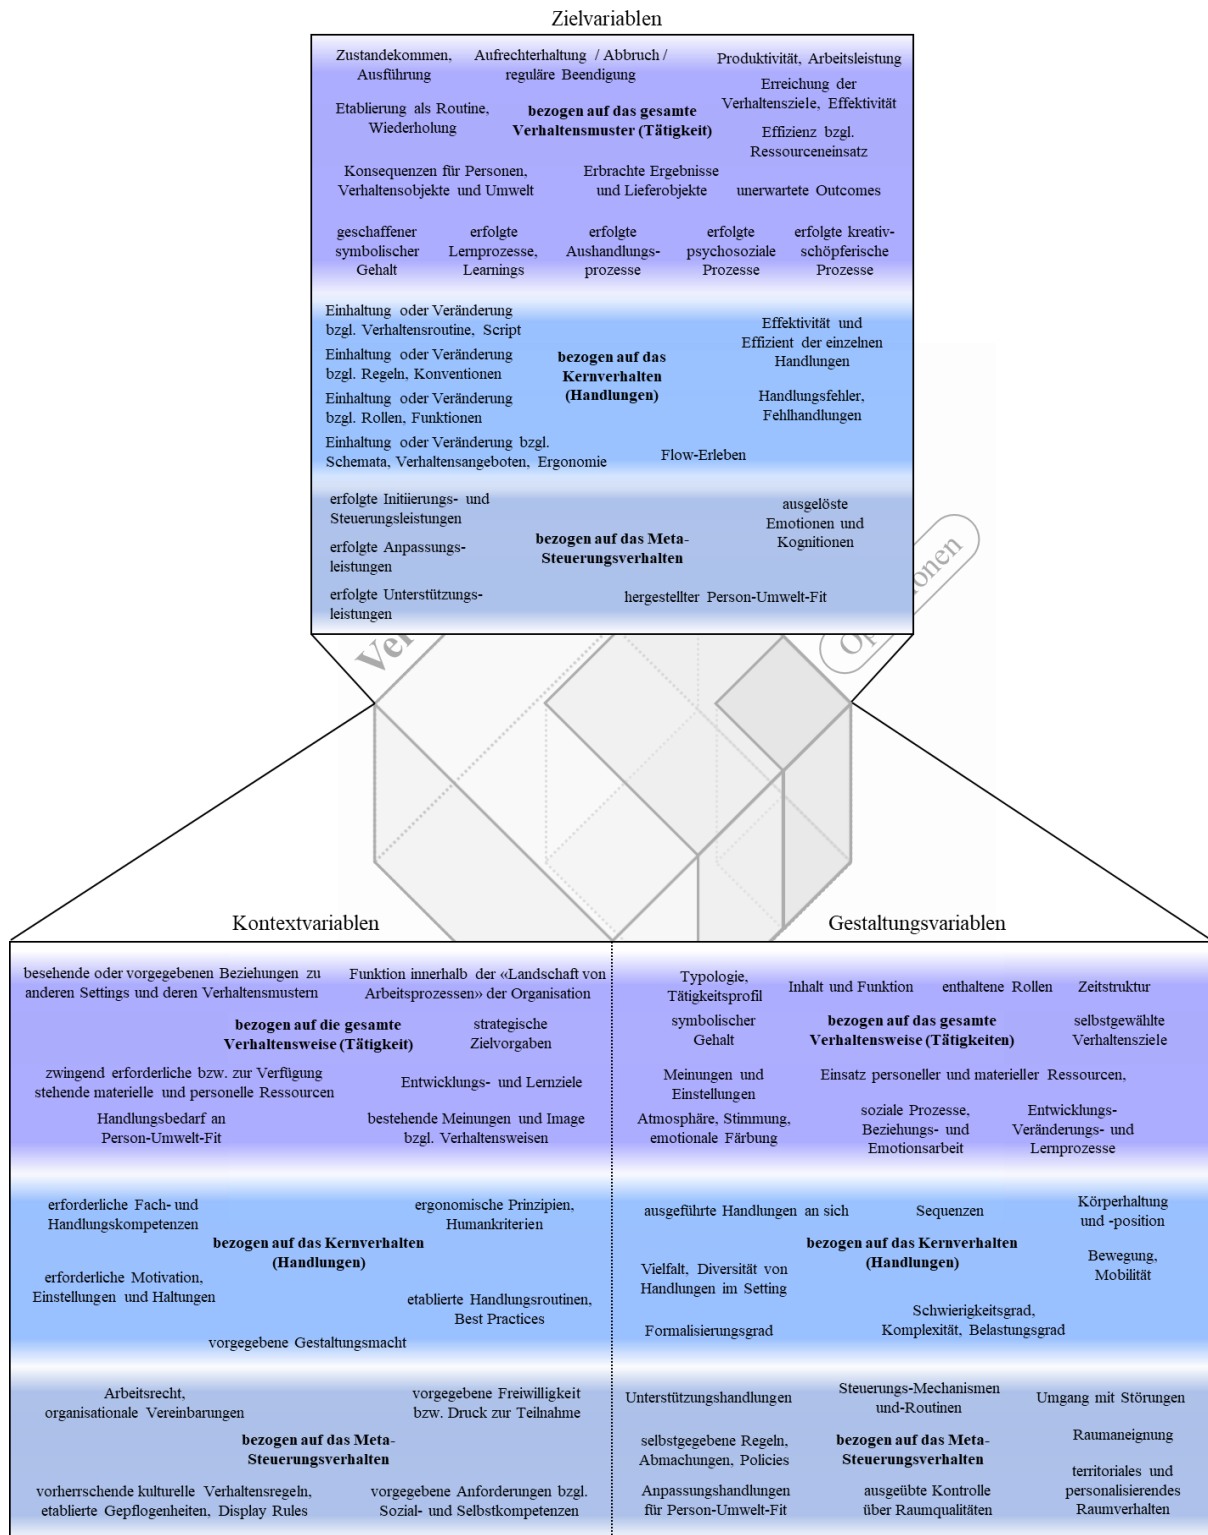 Zielvariablen
Zustandekommen,
Ausführung
Aufrechterhaltung / Abbruch /
reguläre Beendigung
Produktivität, Arbeitsleistung
Erreichung der
Verhaltensziele, Effektivität
Etablierung als Routine,
Wiederholung
bezogen auf das gesamte
Verhaltensmuster (Tätigkeit)
Effizienz bzgl.
Ressourceneinsatz
Konsequenzen für Personen,
Verhaltensobjekte und Umwelt
Erbrachte Ergebnisse
und Lieferobjekte
unerwartete Outcomes
geschaffener
symbolischer
Gehalt
erfolgte
Lernprozesse,
Learnings
erfolgte
Aushandlungs-
prozesse
erfolgte
psychosoziale
Prozesse
erfolgte kreativ-
schöpferische
Prozesse
Einhaltung oder Veränderung
bzgl. Verhaltensroutine, Script
Einhaltung oder Veränderung
bzgl. Regeln, Konventionen
Einhaltung oder Veränderung
bzgl. Rollen, Funktionen
Einhaltung oder Veränderung bzgl.
Schemata, Verhaltensangeboten, Ergonomie
bezogen auf das
Kernverhalten
(Handlungen)
Effektivität und
Effizient der einzelnen
Handlungen
Handlungsfehler,
Fehlhandlungen
Flow-Erleben
erfolgte Initiierungs- und
Steuerungsleistungen
erfolgte Anpassungs-
leistungen
erfolgte Unterstützungs-
leistungen
bezogen auf das Meta-
Steuerungsverhalten
ausgelöste
Emotionen und
Kognitionen
hergestellter Person-Umwelt-Fit
Ver
Op
onen
Kontextvariablen
besehende oder vorgegebenen Beziehungen zu
anderen Settings und deren Verhaltensmustern
Funktion innerhalb der «Landschaft von
Arbeitsprozessen» der Organisation
bezogen auf die gesamte
Verhaltensweise (Tätigkeit)
strategische
Zielvorgaben
zwingend erforderliche bzw. zur Verfügung
stehende materielle und personelle Ressourcen
Entwicklungs- und Lernziele
Handlungsbedarf an
Person-Umwelt-Fit
bestehende Meinungen und Image
bzgl. Verhaltensweisen
erforderliche Fach- und
Handlungskompetenzen
ergonomische Prinzipien,
Humankriterien
bezogen auf das Kernverhalten
(Handlungen)
erforderliche Motivation,
Einstellungen und Haltungen
etablierte Handlungsroutinen,
Best Practices
vorgegebene Gestaltungsmacht
Arbeitsrecht,
organisationale Vereinbarungen
vorgegebene Freiwilligkeit
bzw. Druck zur Teilnahme
bezogen auf das Meta-
Steuerungsverhalten
vorherrschende kulturelle Verhaltensregeln,
etablierte Gepflogenheiten, Display Rules
vorgegebene Anforderungen bzgl.
Sozial- und Selbstkompetenzen
Gestaltungsvariablen
Typologie,
Tätigkeitsprofil
Inhalt und Funktion
enthaltene Rollen
Zeitstruktur
symbolischer
Gehalt
bezogen auf das gesamte
Verhaltensweise (Tätigkeiten)
selbstgewählte
Verhaltensziele
Meinungen und
Einstellungen
Einsatz personeller und materieller Ressourcen,
Atmosphäre, Stimmung,
emotionale Färbung
soziale Prozesse,
Beziehungs- und
Emotionsarbeit
Entwicklungs-
Veränderungs- und
Lernprozesse
ausgeführte Handlungen an sich
Sequenzen
Körperhaltung
und -position
bezogen auf das Kernverhalten
(Handlungen)
Vielfalt, Diversität von
Handlungen im Setting
Bewegung,
Mobilität
Formalisierungsgrad
Schwierigkeitsgrad,
Komplexität, Belastungsgrad
Unterstützungshandlungen
Steuerungs-Mechanismen
und-Routinen
Umgang mit Störungen
selbstgegebene Regeln,
Abmachungen, Policies
bezogen auf das Meta-
Steuerungsverhalten
Raumaneignung
Anpassungshandlungen
für Person-Umwelt-Fit
ausgeübte Kontrolle
über Raumqualitäten
territoriales und
personalisierendes
Raumverhalten